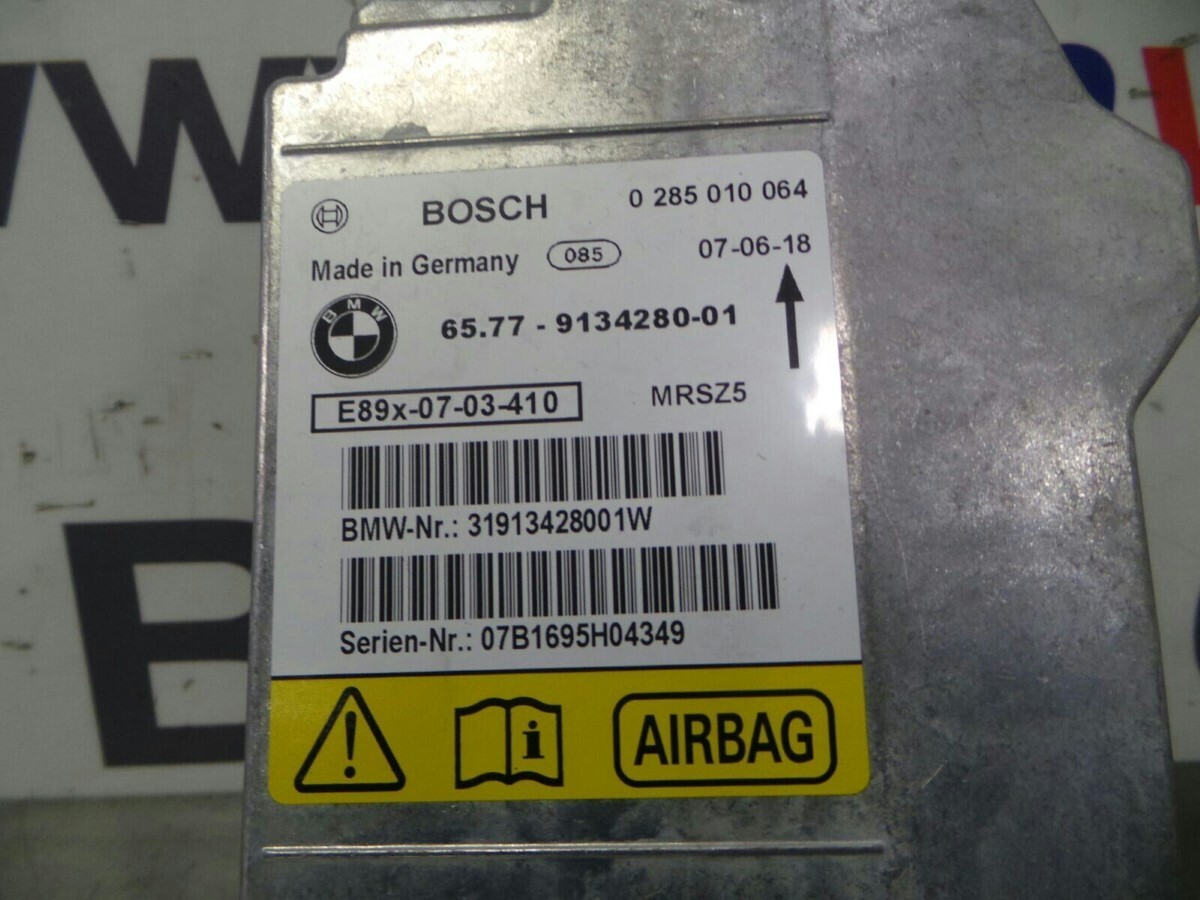 BOSCH 0 285 010 064
Made in Germany 085 07-06-18
BMW
65.77 - 9134280-01
E89x-07-03-410 MRSZ5
BMW-Nr.: 31913428001W
Serien-Nr.: 07B1695H04349
! i AIRBAG